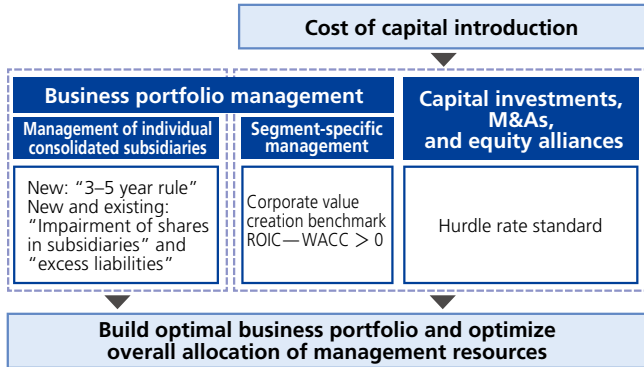 Cost of capital introduction
Business portfolio management
Capital investments,
M&As,
and equity alliances
Management of individual
consolidated subsidiaries
Segment-specific
management
New: “3–5 year rule”
New and existing:
“Impairment of shares
in subsidiaries” and
“excess liabilities”
Corporate value
creation benchmark
ROIC—WACC > 0
Hurdle rate standard
Build optimal business portfolio and optimize
overall allocation of management resources